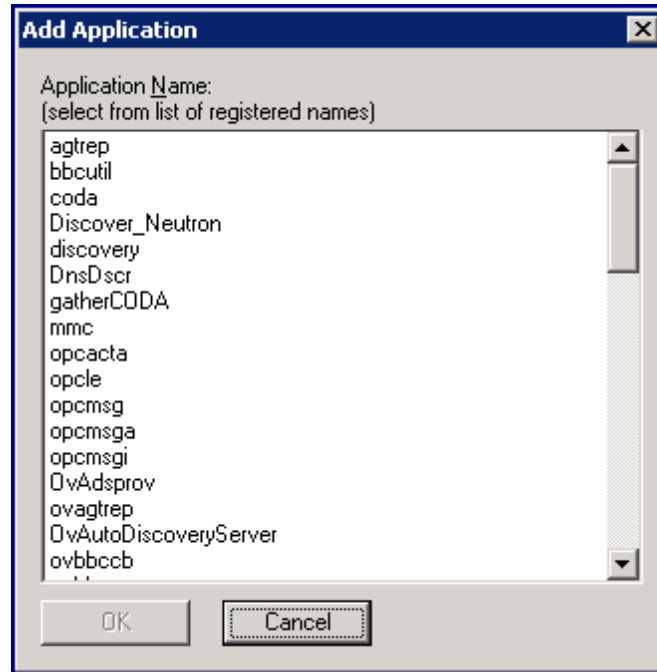 Add Application
Application Name:
(select from list of registered names)
agtrep
bbcutil
coda
Discover_Neutron
discovery
DnsDscr
gatherCODA
mmc
opcacta
opcle
opcmsg
opcmsga
opcmsgi
OvAdsprov
ovagtrep
OvAutoDiscoveryServer
ovbbccb
OK
Cancel